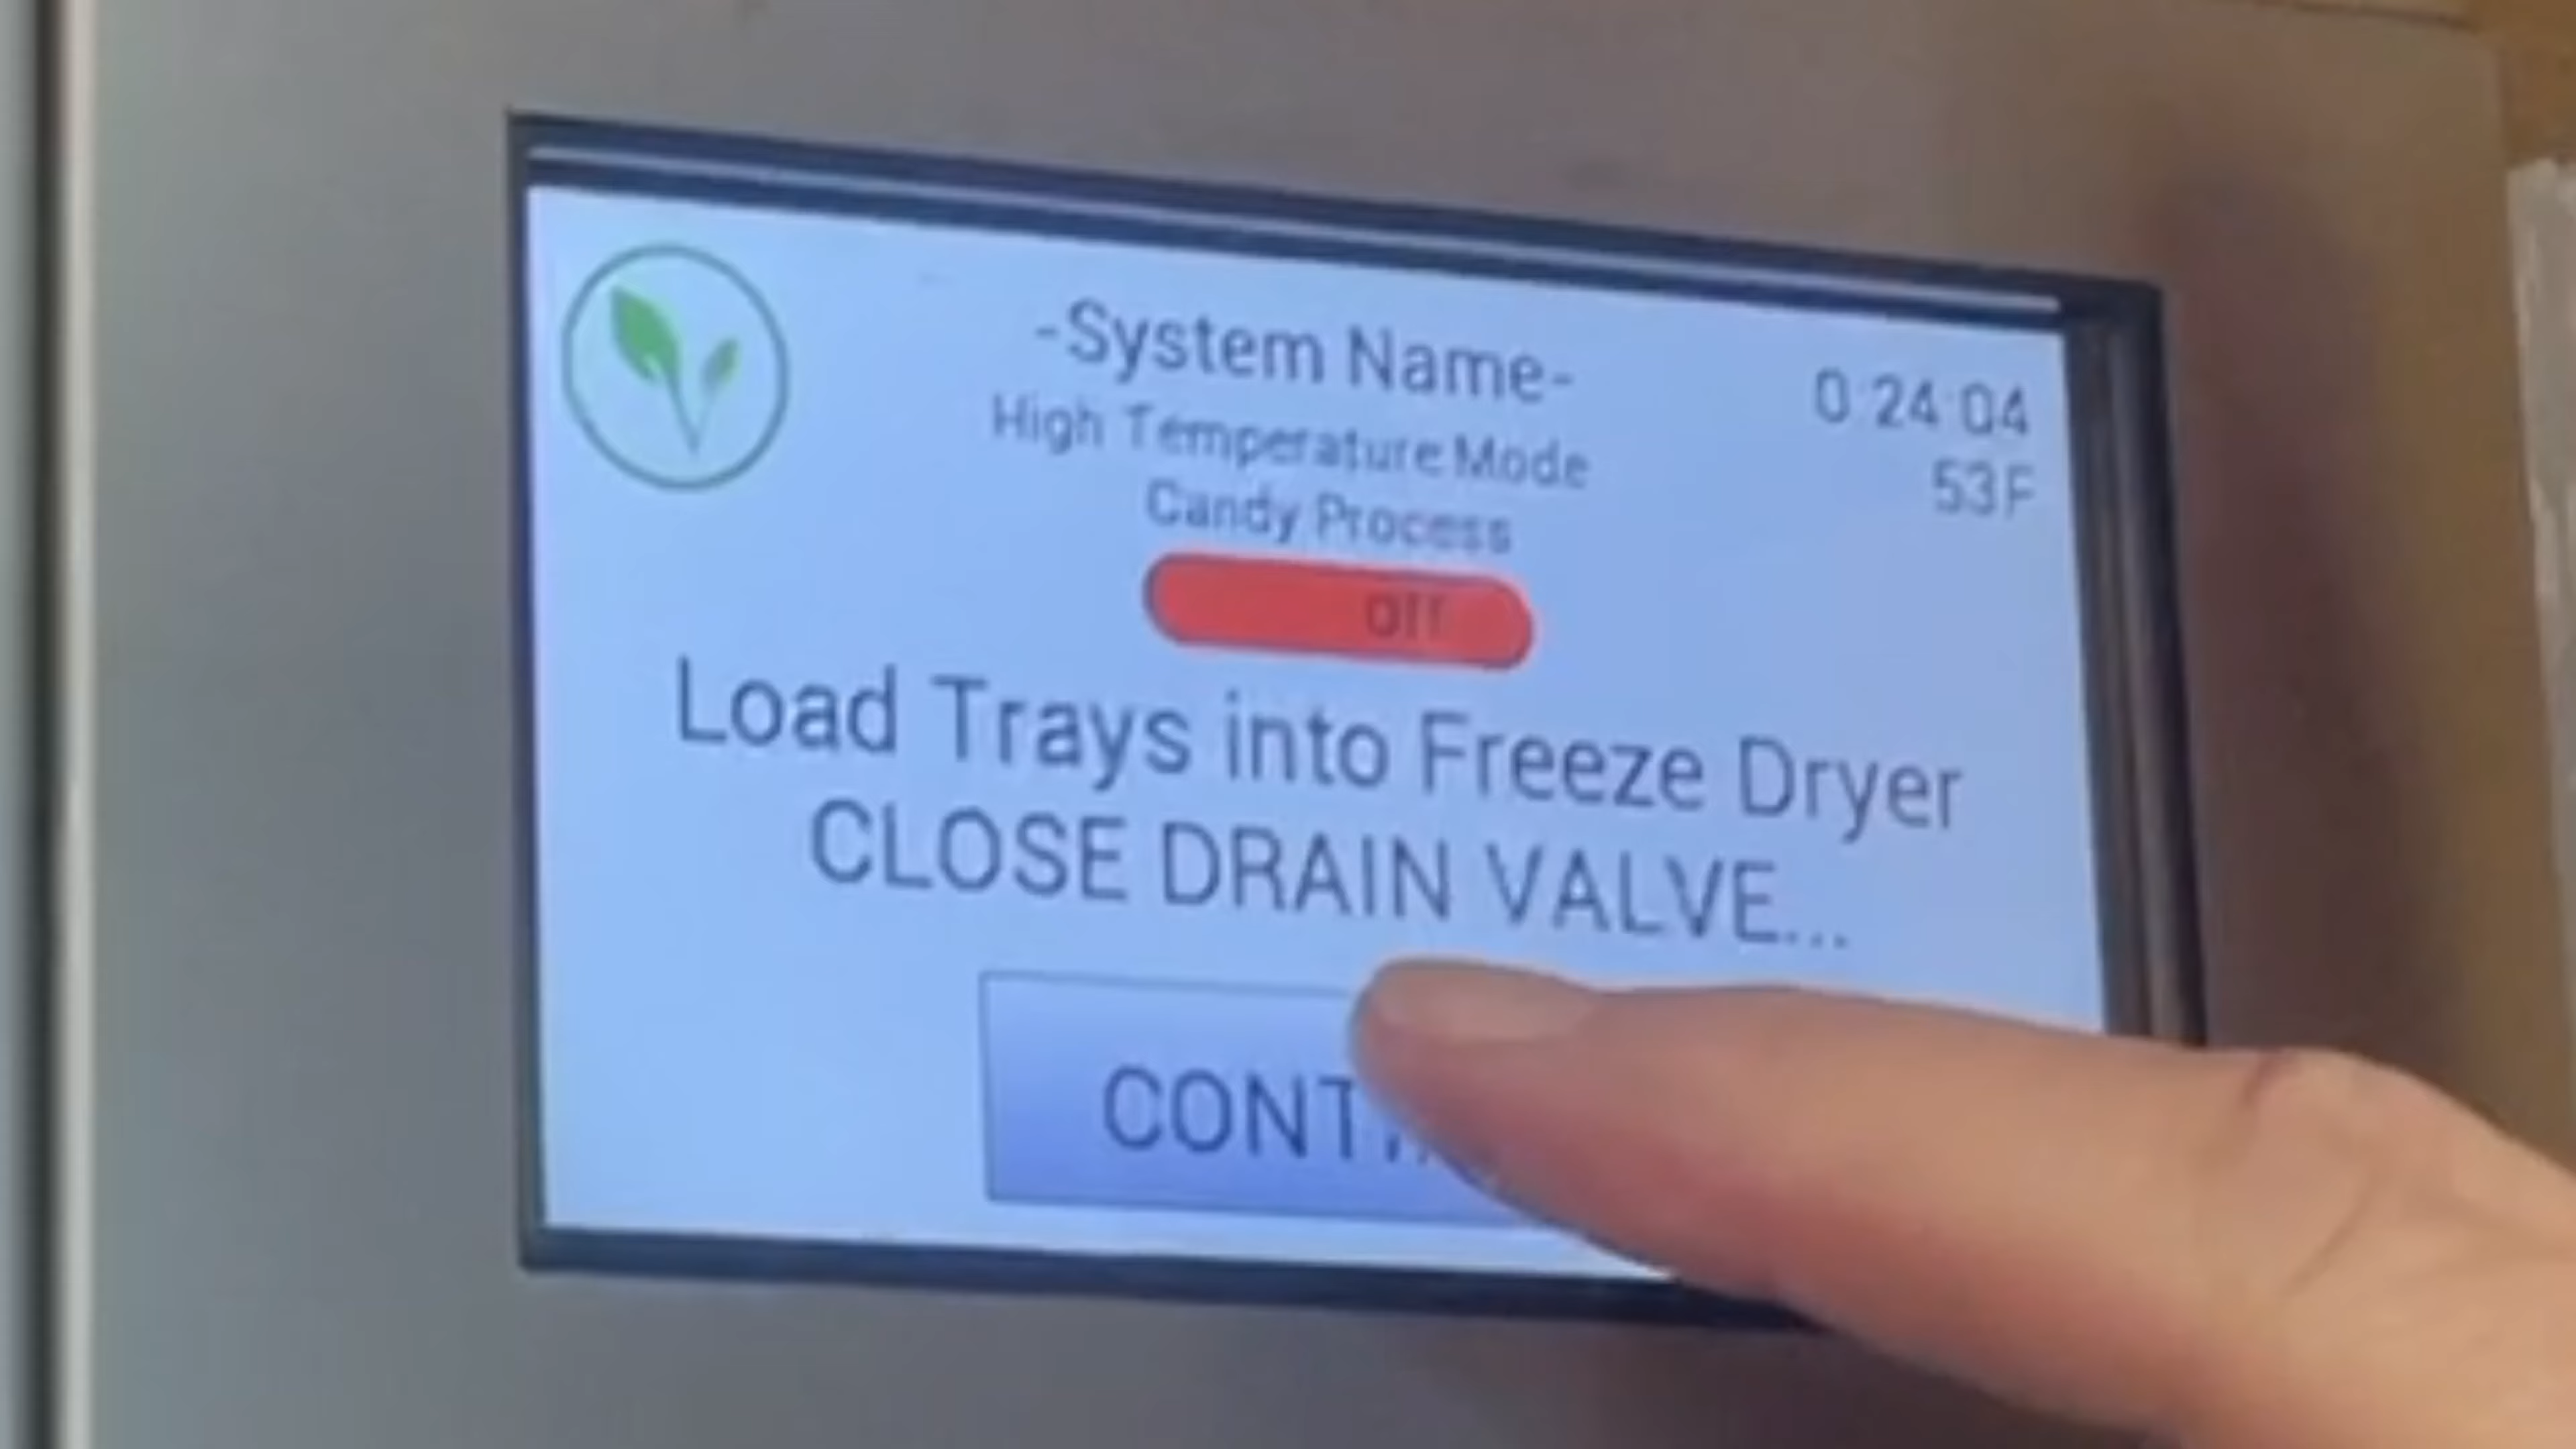 -System Name-
0:24:04
High Temperature Mode
53F
Candy Process
Off
Load Trays into Freeze Dryer
CLOSE DRAIN VALVE...
CONTI